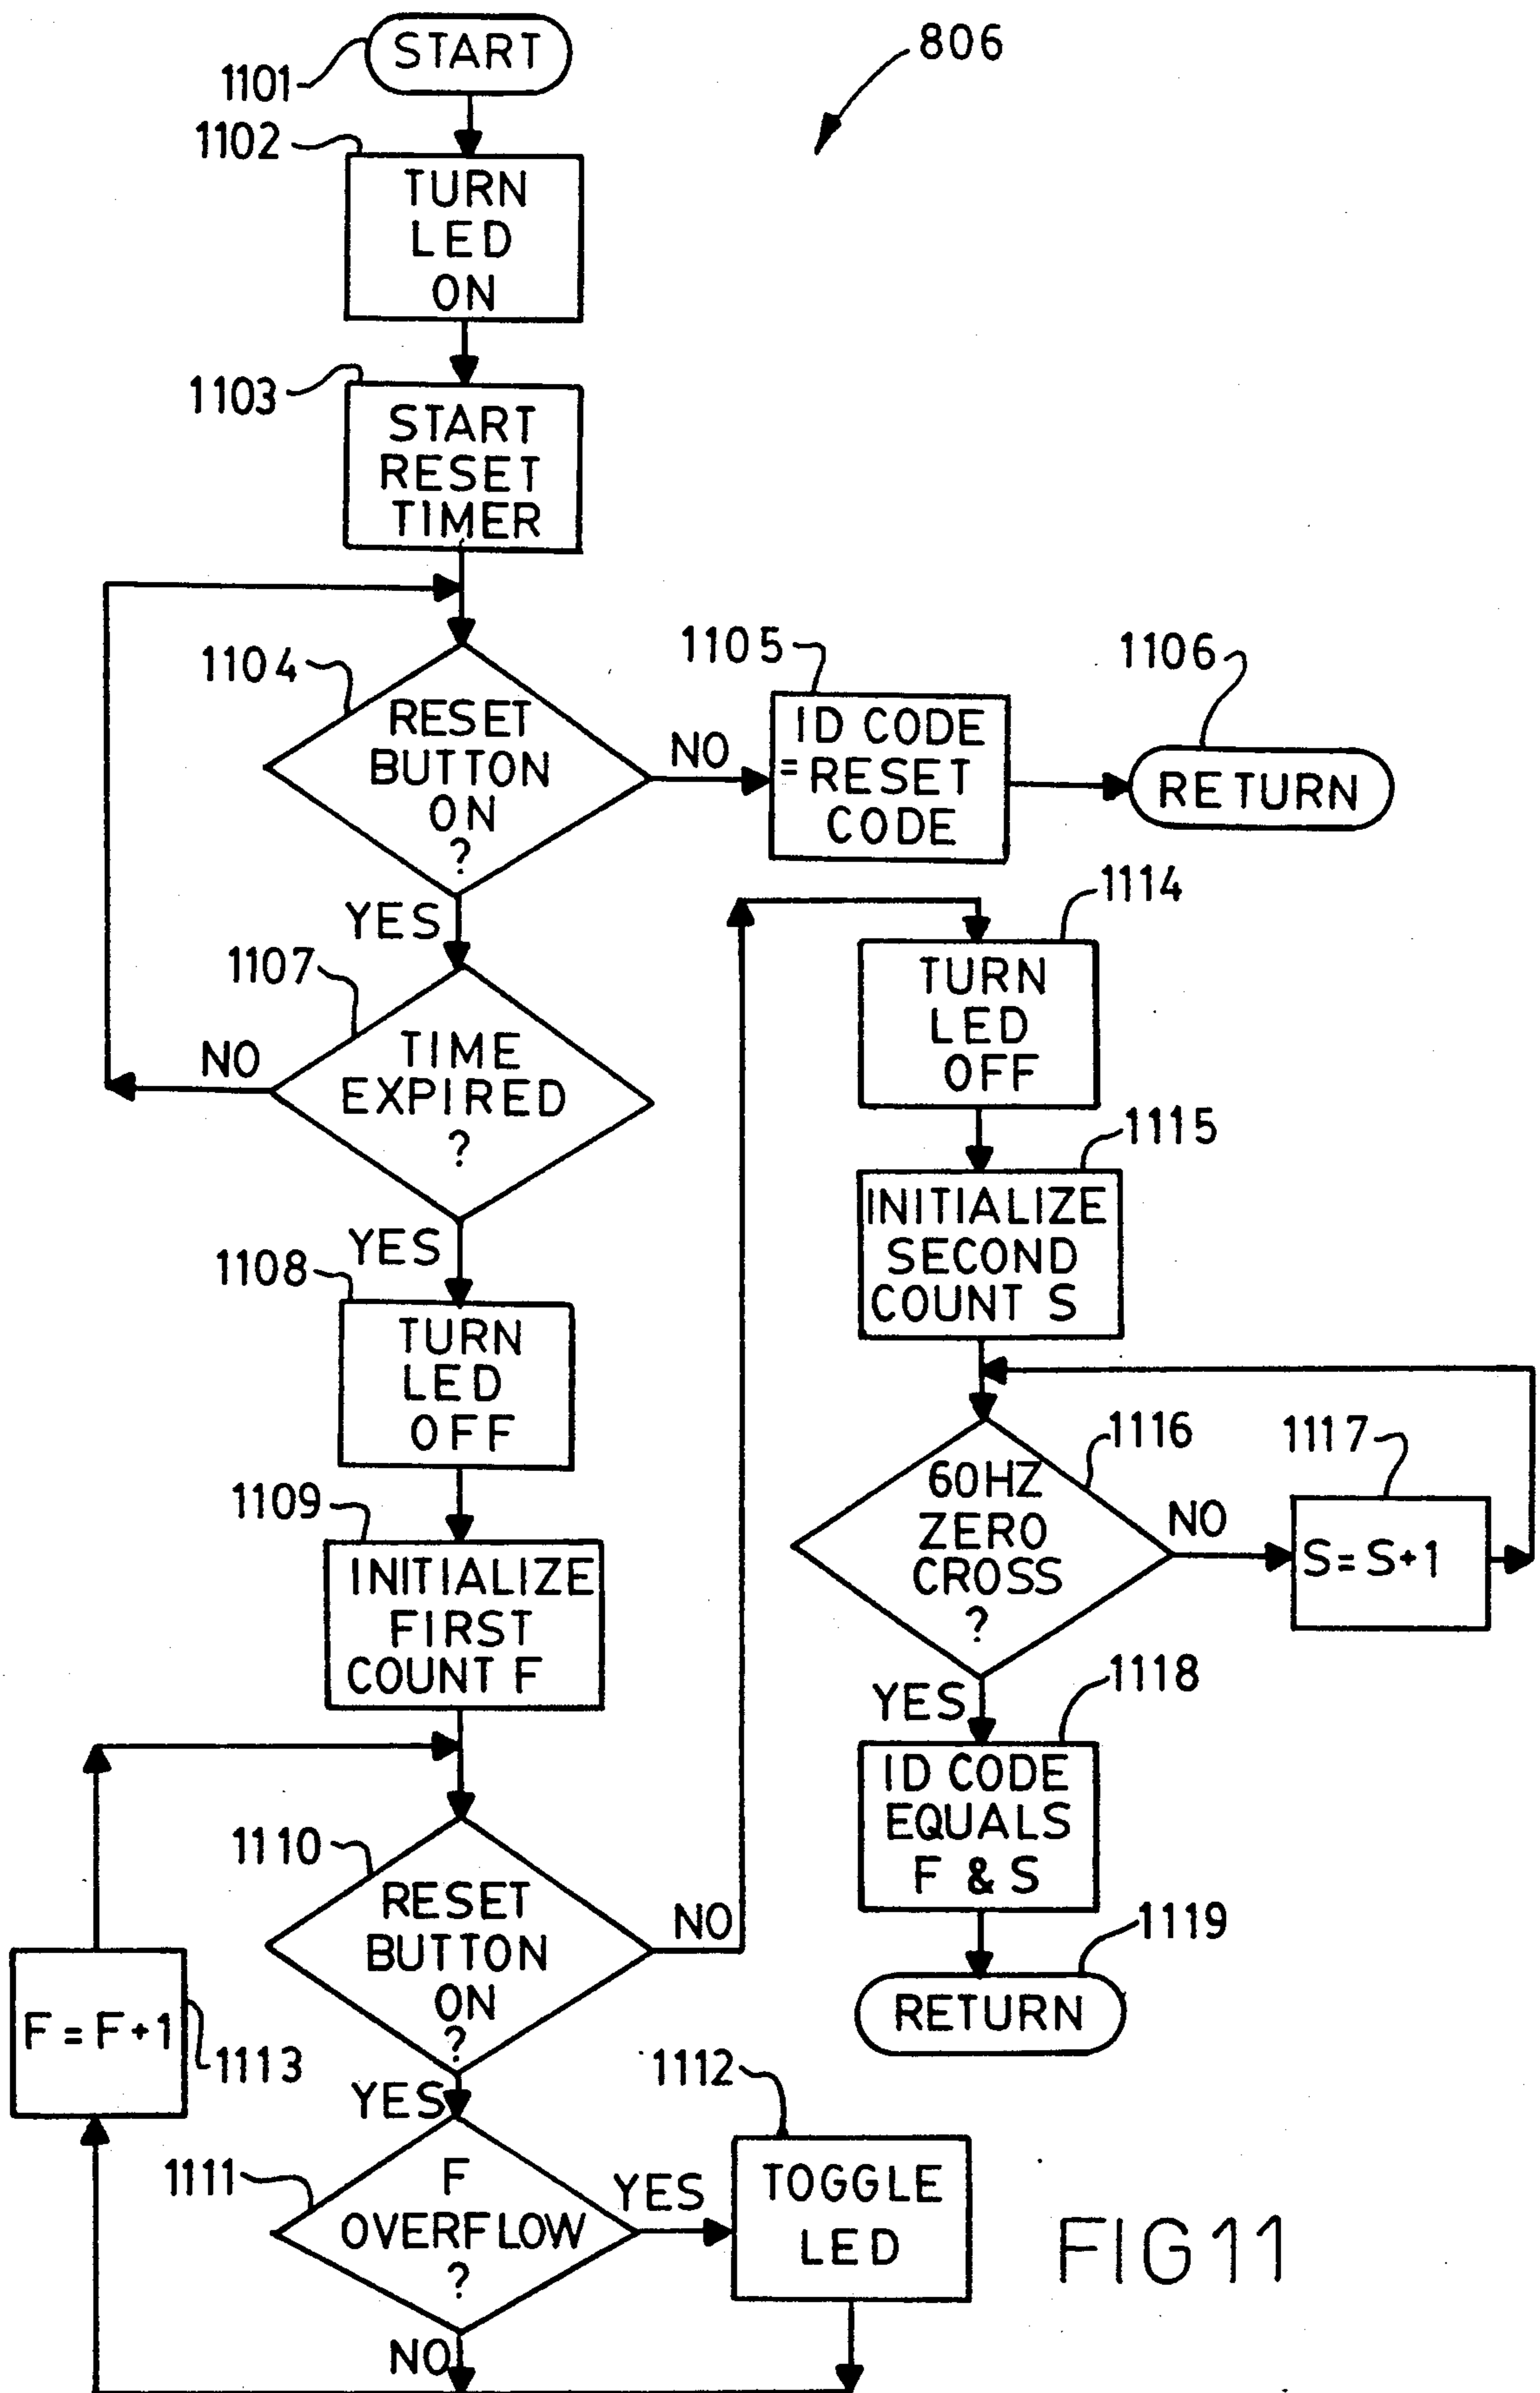 START
1101
806
1102
TURN
LED
ON
1103
START
RESET
TIMER
1104
RESET
BUTTON
ON
?
NO
1105
ID CODE
=RESET
CODE
1106
RETURN
YES
1107
TIME
EXPIRED
?
NO
YES
1108
TURN
LED
OFF
1109
INITIALIZE
FIRST
COUNT F
1110
RESET
BUTTON
ON
?
NO
YES
F=F+1
1113
1111
F
OVERFLOW
?
YES
NO
1112
TOGGLE
LED
1114
TURN
LED
OFF
1115
INITIALIZE
SECOND
COUNT S
1116
60HZ
ZERO
CROSS
?
NO
1117
S=S+1
YES
1118
ID CODE
EQUALS
F & S
1119
RETURN
FIG 11